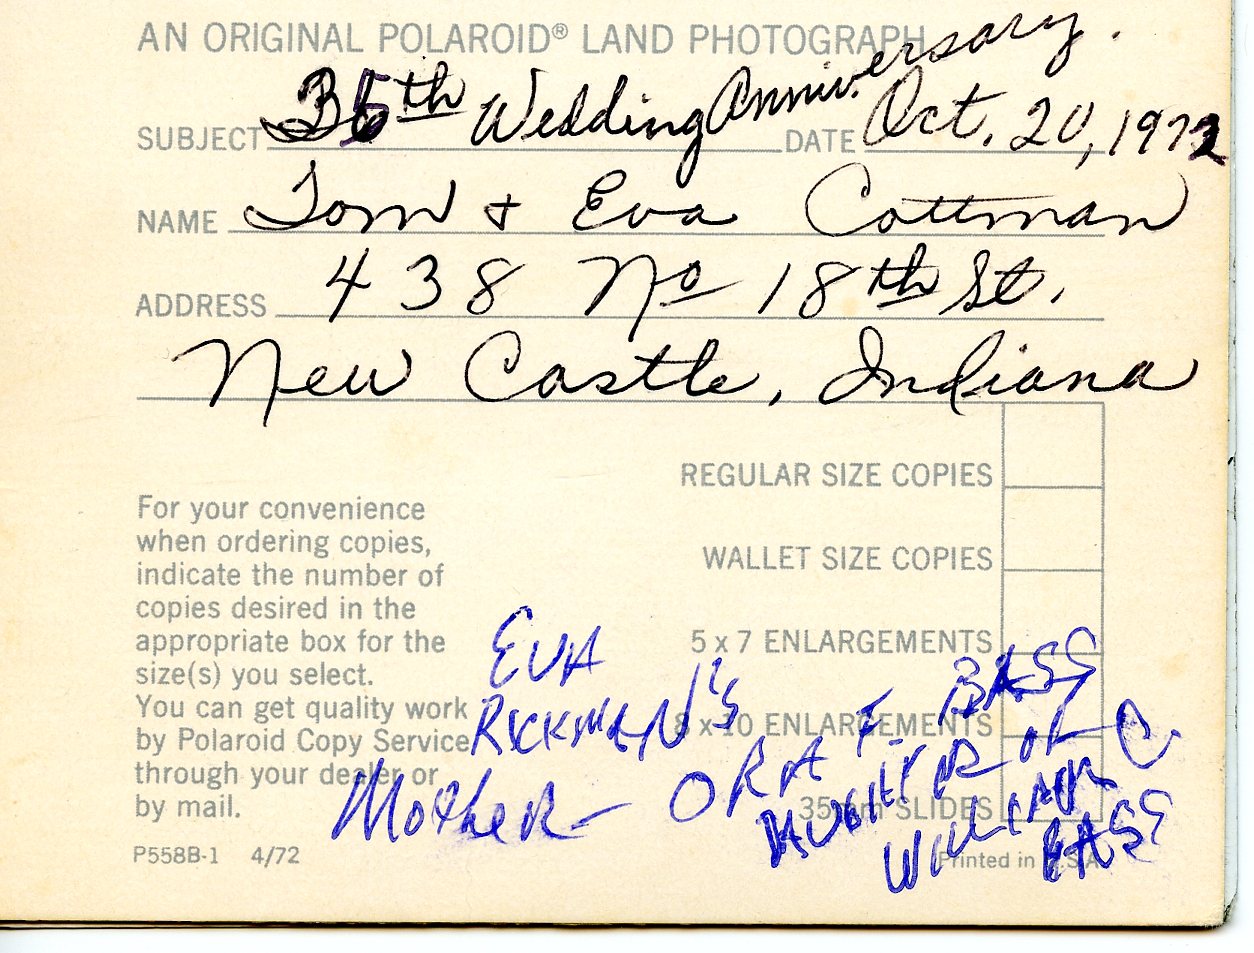 AN ORIGINAL POLAROID® LAND PHOTOGRAPH
SUBJECT 35th Wedding Anniversary. DATE Oct. 20, 1972
NAME Tom + Eva Cottman
ADDRESS 438 No 18th St.
New Castle, Indiana
REGULAR SIZE COPIES
WALLET SIZE COPIES
5 x 7 ENLARGEMENTS
8 x 10 ENLARGEMENTS
35mm SLIDES
For your convenience
when ordering copies,
indicate the number of
copies desired in the
appropriate box for the
size(s) you select.
You can get quality work
by Polaroid Copy Service
through your dealer or
by mail.
EVA
RICKMAN'S
MotheR - ORA F. BASS
DAUGHTER OF C.
WILLIAM
BASS
P558B-1 4/72
Printed in U.S.A.